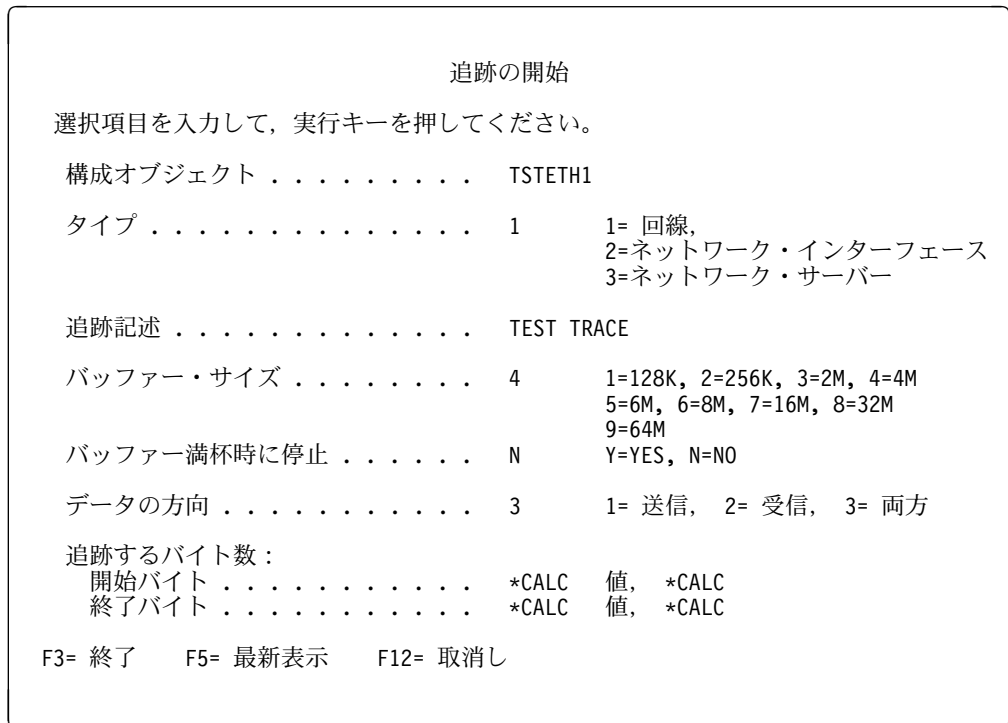 追跡の開始
選択項目を入力して，実行キーを押してください。
構成オブジェクト . . . . . . . . . TSTETH1
タイプ . . . . . . . . . . . . . . 1 1= 回線，
2=ネットワーク・インターフェース
3=ネットワーク・サーバー
追跡記述 . . . . . . . . . . . . . TEST TRACE
バッファー・サイズ . . . . . . . . 4 1=128K, 2=256K, 3=2M, 4=4M
5=6M, 6=8M, 7=16M, 8=32M
9=64M
バッファー満杯時に停止 . . . . . . N Y=YES, N=NO
データの方向 . . . . . . . . . . . 3 1= 送信， 2= 受信， 3= 両方
追跡するバイト数：
開始バイト . . . . . . . . . . . *CALC 値， *CALC
終了バイト . . . . . . . . . . . *CALC 値， *CALC
F3= 終了 F5= 最新表示 F12= 取消し